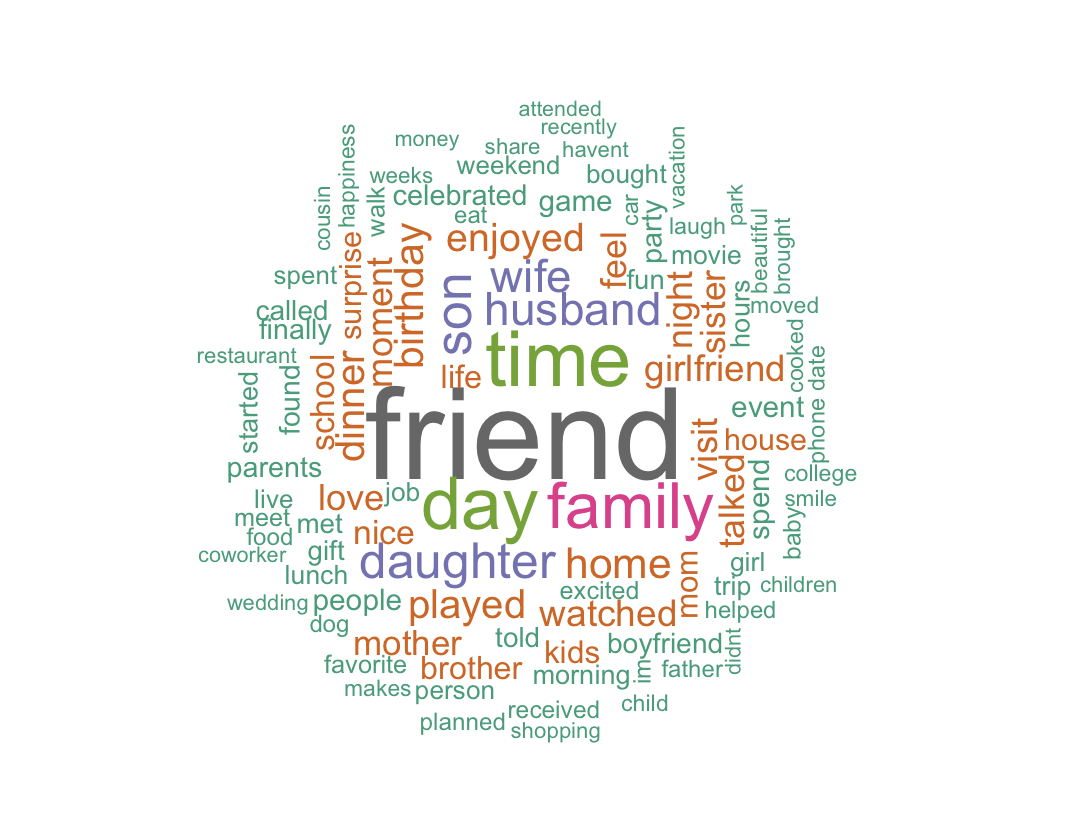 attended
recently
money
share
havent
happiness
vacation
weeks
weekend
bought
cousin
walk
celebrated
game
car
park
eat
party
laugh
beautiful
brought
surprise
moment
birthday
enjoyed
feel
movie
spent
son
wife
fun
night
sister
hours
moved
called
husband
finally
restaurant
time
cooked
school
dinner
life
girlfriend
date
started
found
friend
event
phone
visit
house
parents
talked
spend
college
live
love
job
day
family
smile
meet
met
nice
baby
food
coworker
gift
daughter
home
mom
girl
lunch
excited
trip
children
wedding
people
played
watched
helped
dog
mother
told
kids
boyfriend
didnt
favorite
brother
morning
im
father
makes
person
child
planned
received
shopping